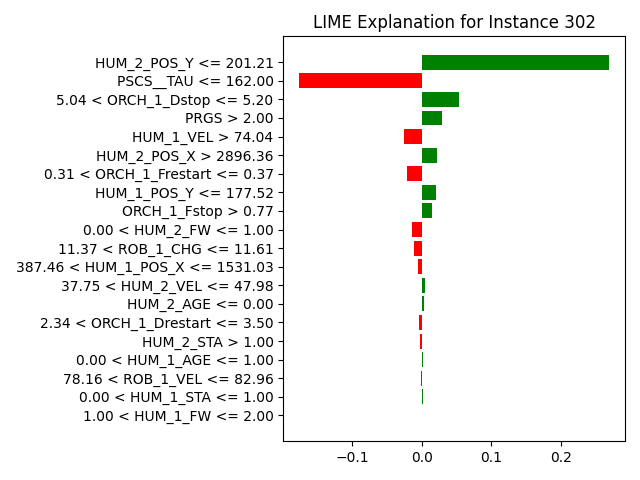 LIME Explanation for Instance 302
HUM_2_POS_Y <= 201.21
PSCS__TAU <= 162.00
5.04 < ORCH_1_Dstop <= 5.20
PRGS > 2.00
HUM_1_VEL > 74.04
HUM_2_POS_X > 2896.36
0.31 < ORCH_1_Frestart <= 0.37
HUM_1_POS_Y <= 177.52
ORCH_1_Fstop > 0.77
0.00 < HUM_2_FW <= 1.00
11.37 < ROB_1_CHG <= 11.61
387.46 < HUM_1_POS_X <= 1531.03
37.75 < HUM_2_VEL <= 47.98
HUM_2_AGE <= 0.00
2.34 < ORCH_1_Drestart <= 3.50
HUM_2_STA > 1.00
0.00 < HUM_1_AGE <= 1.00
78.16 < ROB_1_VEL <= 82.96
0.00 < HUM_1_STA <= 1.00
1.00 < HUM_1_FW <= 2.00
−0.1 0.0 0.1 0.2